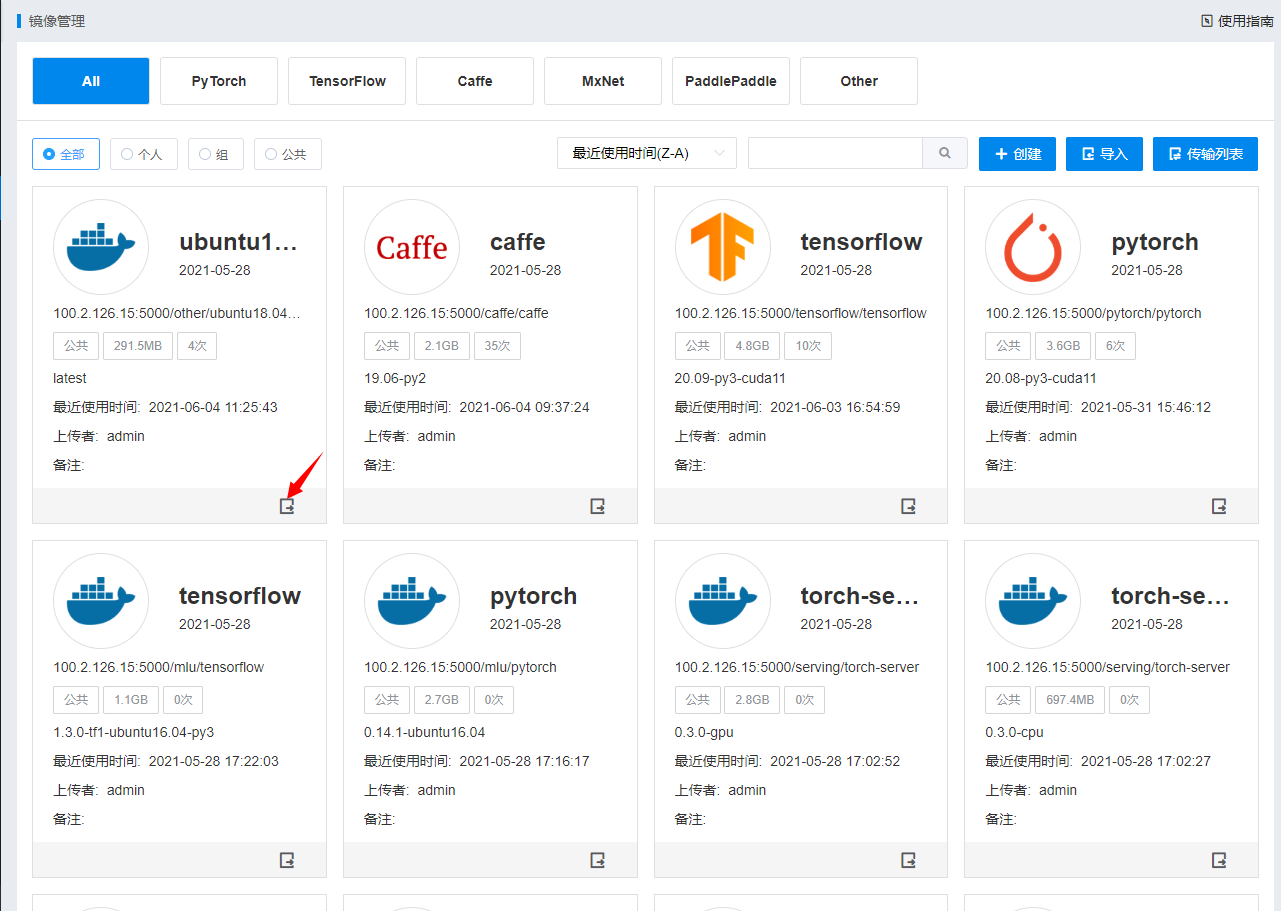 镜像管理
使用指南
All
PyTorch
TensorFlow
Caffe
MxNet
PaddlePaddle
Other
全部
个人
组
公共
最近使用时间(Z-A)
创建
导入
传输列表
ubuntu1...
2021-05-28
100.2.126.15:5000/other/ubuntu18.04...
公共 291.5MB 4次
latest
最近使用时间: 2021-06-04 11:25:43
上传者: admin
备注:
Caffe
caffe
2021-05-28
100.2.126.15:5000/caffe/caffe
公共 2.1GB 35次
19.06-py2
最近使用时间: 2021-06-04 09:37:24
上传者: admin
备注:
tensorflow
2021-05-28
100.2.126.15:5000/tensorflow/tensorflow
公共 4.8GB 10次
20.09-py3-cuda11
最近使用时间: 2021-06-03 16:54:59
上传者: admin
备注:
pytorch
2021-05-28
100.2.126.15:5000/pytorch/pytorch
公共 3.6GB 6次
20.08-py3-cuda11
最近使用时间: 2021-05-31 15:46:12
上传者: admin
备注:
tensorflow
2021-05-28
100.2.126.15:5000/mlu/tensorflow
公共 1.1GB 0次
1.3.0-tf1-ubuntu16.04-py3
最近使用时间: 2021-05-28 17:22:03
上传者: admin
备注:
pytorch
2021-05-28
100.2.126.15:5000/mlu/pytorch
公共 2.7GB 0次
0.14.1-ubuntu16.04
最近使用时间: 2021-05-28 17:16:17
上传者: admin
备注:
torch-se...
2021-05-28
100.2.126.15:5000/serving/torch-server
公共 2.8GB 0次
0.3.0-gpu
最近使用时间: 2021-05-28 17:02:52
上传者: admin
备注:
torch-se...
2021-05-28
100.2.126.15:5000/serving/torch-server
公共 697.4MB 0次
0.3.0-cpu
最近使用时间: 2021-05-28 17:02:27
上传者: admin
备注: